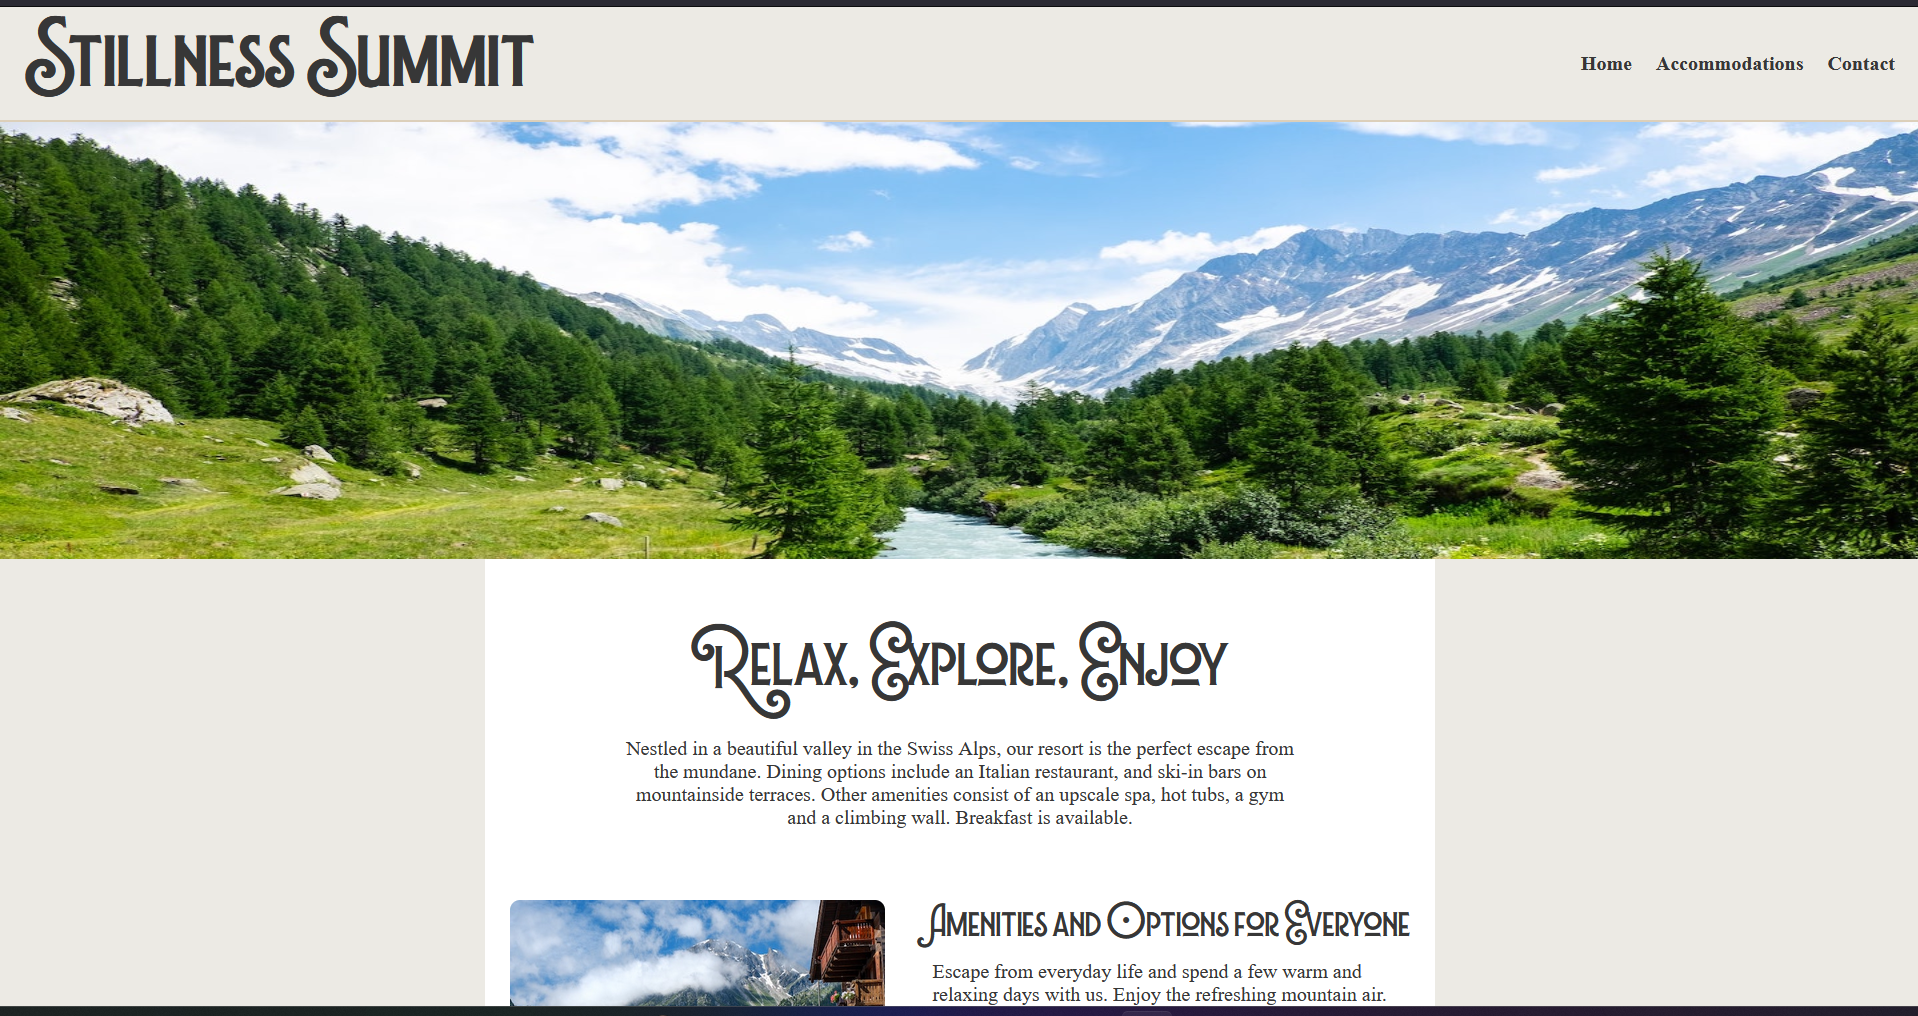 Stillness Summit
Home Accommodations Contact
Relax, Explore, Enjoy
Nestled in a beautiful valley in the Swiss Alps, our resort is the perfect escape from
the mundane. Dining options include an Italian restaurant, and ski-in bars on
mountainside terraces. Other amenities consist of an upscale spa, hot tubs, a gym
and a climbing wall. Breakfast is available.
Amenities and Options for Everyone
Escape from everyday life and spend a few warm and
relaxing days with us. Enjoy the refreshing mountain air.